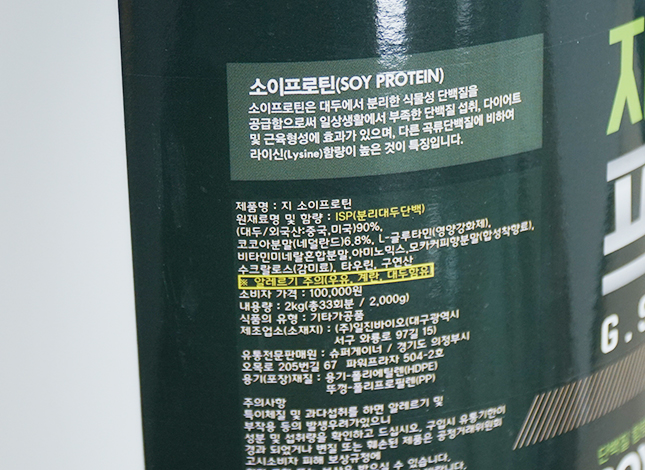 소이프로틴(SOY PROTEIN)
소이프로틴은 대두에서 분리한 식물성 단백질을
공급함으로써 일상생활에서 부족한 단백질 섭취, 다이어트
및 근육형성에 효과가 있으며, 다른 곡류단백질에 비하여
라이신(Lysine)함량이 높은 것이 특징입니다.
제품명 : 지 소이프로틴
원재료명 및 함량 : ISP(분리대두단백)
(대두/외국산:중국,미국)90%,
코코아분말(네덜란드)6.8%, L-글루타민(영양강화제),
비타민미네랄혼합분말,아미노믹스,모카커피향분말(합성착향료),
수크랄로스(감미료), 타우린, 구연산
※ 알레르기 주의(우유, 계란, 대두함유
소비자 가격 : 100,000원
내용량 : 2kg(총33회분 / 2,000g)
식품의 유형 : 기타가공품
제조업소(소재지) : (주)일진바이오(대구광역시
서구 와룡로 97길 15)
유통전문판매원 : 슈퍼게이너 / 경기도 의정부시
오목로 205번길 67 파워프라자 504-2호
용기(포장)재질 : 용기-폴리에틸렌(HDPE)
뚜껑-폴리프로필렌(PP)
주의사항
특이체질 및 과다섭취를 하면 알레르기 및
부작용 등의 발생우려가있으니
성분 및 섭취량을 확인하고 드십시오. 구입시 유통기한이
경과 되었거나 변질 또는 훼손된 제품은 공정거래위원회
고시소비자 피해 보상규정에
G.S